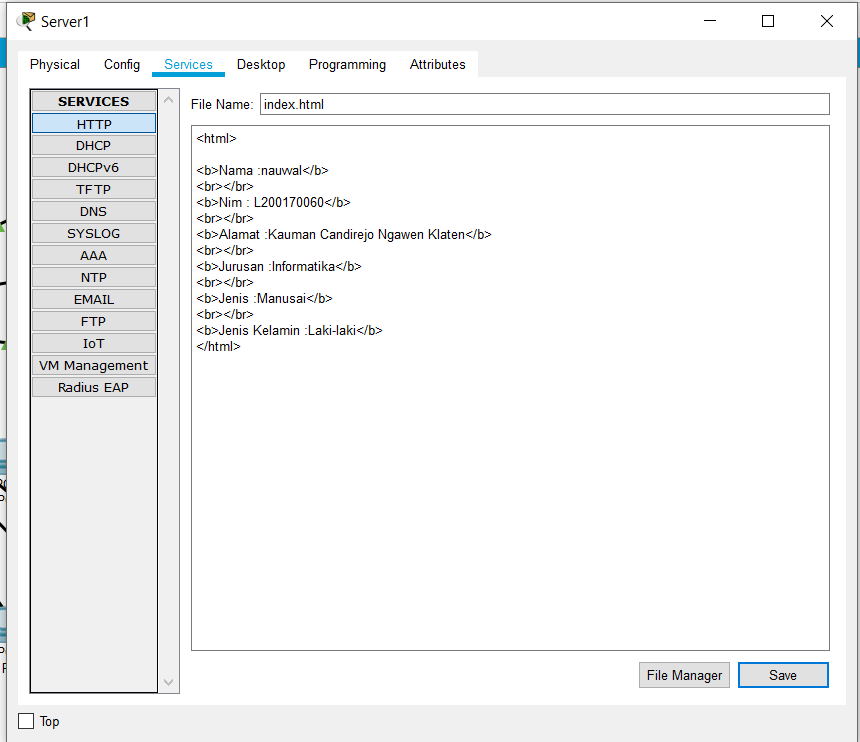 Server1
Physical Config Services Desktop Programming Attributes
SERVICES
HTTP
DHCP
DHCPv6
TFTP
DNS
SYSLOG
AAA
NTP
EMAIL
FTP
IoT
VM Management
Radius EAP
File Name: index.html
<html>
<b>Nama :nauwal</b>
<br></br>
<b>Nim : L200170060</b>
<br></br>
<b>Alamat :Kauman Candirejo Ngawen Klaten</b>
<br></br>
<b>Jurusan :Informatika</b>
<br></br>
<b>Jenis :Manusai</b>
<br></br>
<b>Jenis Kelamin :Laki-laki</b>
</html>
File Manager Save
Top